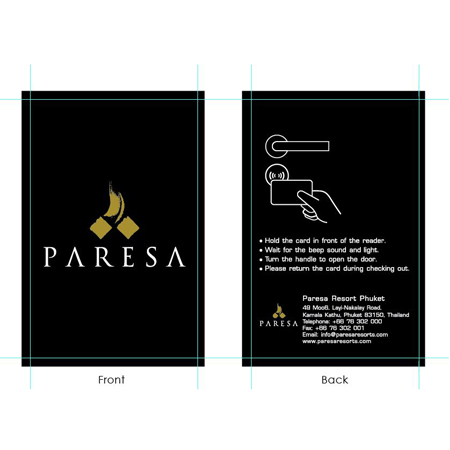 PARESA
Hold the card in front of the reader.
Wait for the beep sound and light.
Turn the handle to open the door.
Please return the card during checking out.
Paresa Resort Phuket
49 Moo6, Layi-Nakalay Road,
Kamala Kathu, Phuket 83150, Thailand
Telephone: +66 76 302 000
Fax: +66 76 302 001
Email: info@paresaresorts.com
www.paresaresorts.com
PARESA
Front
Back